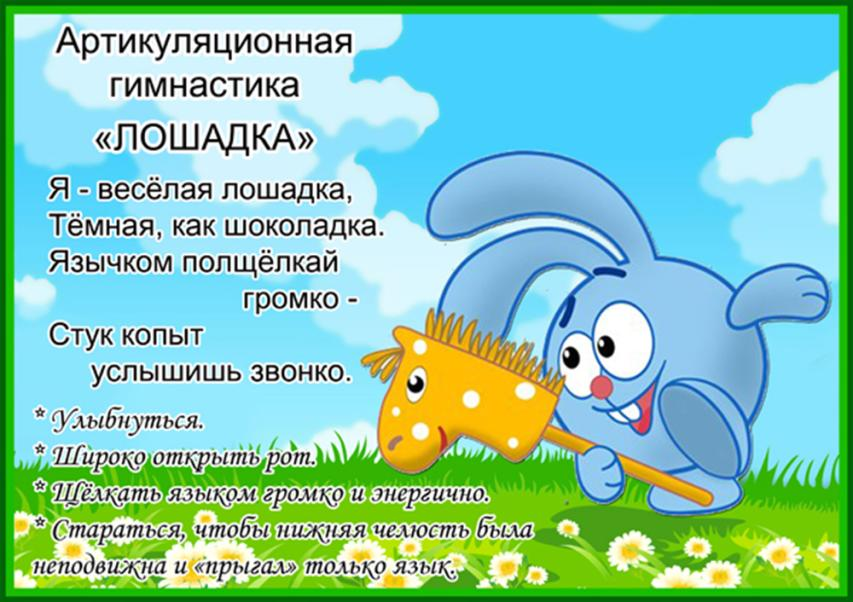 Артикуляционная
гимнастика
«ЛОШАДКА»
Я - весёлая лошадка,
Тёмная, как шоколадка.
Язычком полщёлкай
громко -
Стук копыт
услышишь звонко.
* Улыбнуться.
* Широко открыть рот.
* Щёлкать языком громко и энергично.
* Стараться, чтобы нижняя челюсть была
неподвижна и «прыгал» только язык.